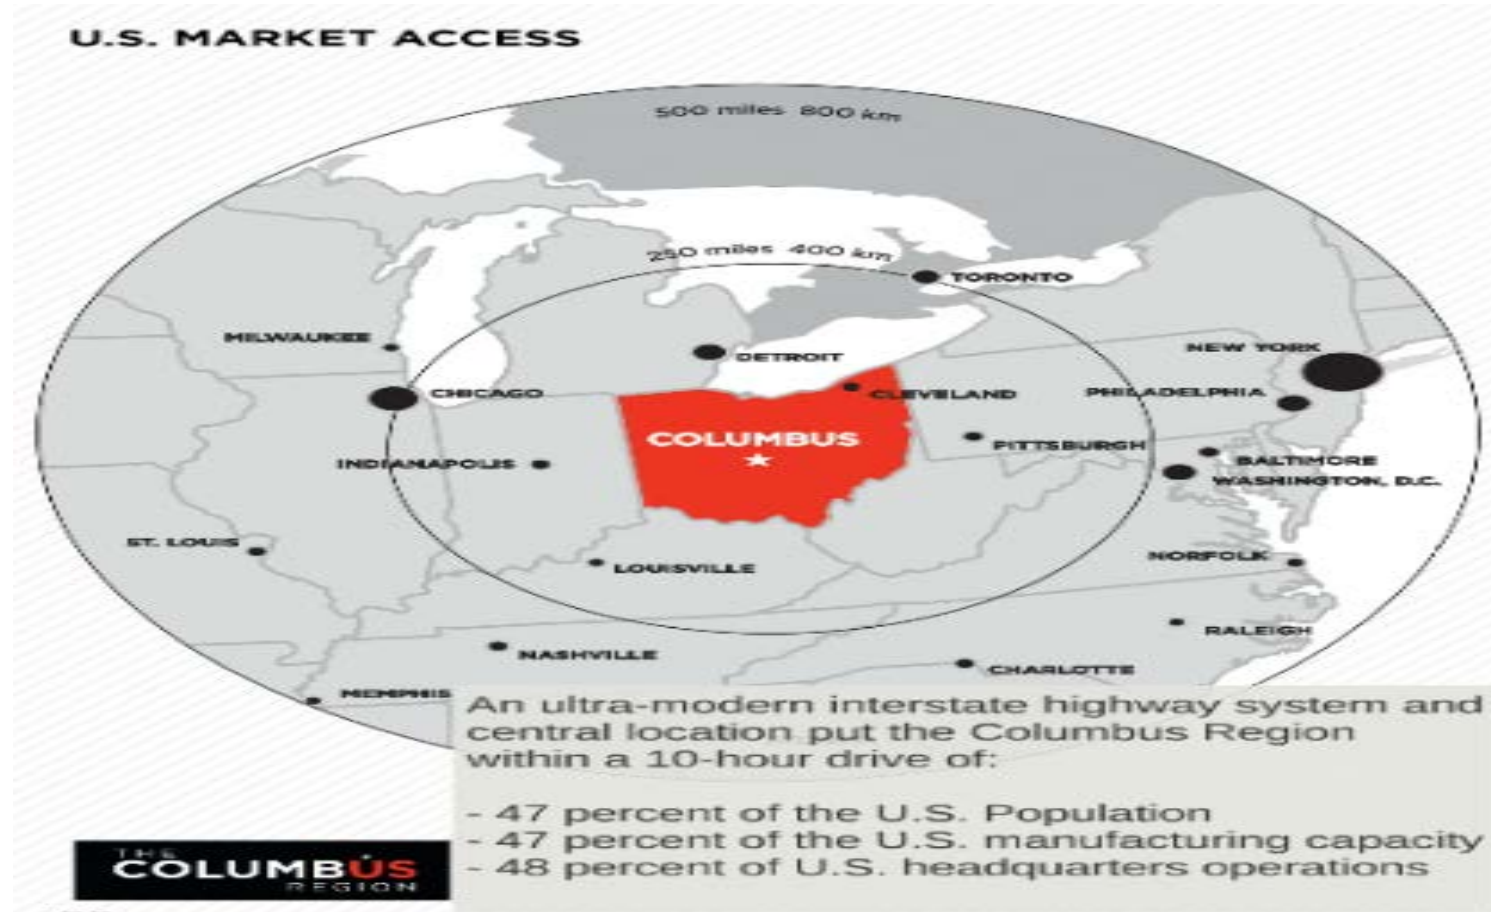 U.S. MARKET ACCESS
500 miles 800 km
250 miles 400 km
TORONTO
MILWAUKEE
DETROIT
NEW YORK
CHICAGO
CLEVELAND
PHILADELPHIA
COLUMBUS
PITTSBURGH
INDIANAPOLIS
BALTIMORE
WASHINGTON, D.C.
ST. LOUIS
NORFOLK
LOUISVILLE
RALEIGH
NASHVILLE
CHARLOTTE
MEMPHIS
An ultra-modern interstate highway system and
central location put the Columbus Region
within a 10-hour drive of:
- 47 percent of the U.S. Population
- 47 percent of the U.S. manufacturing capacity
- 48 percent of U.S. headquarters operations
THE
COLUMBUS
REGION